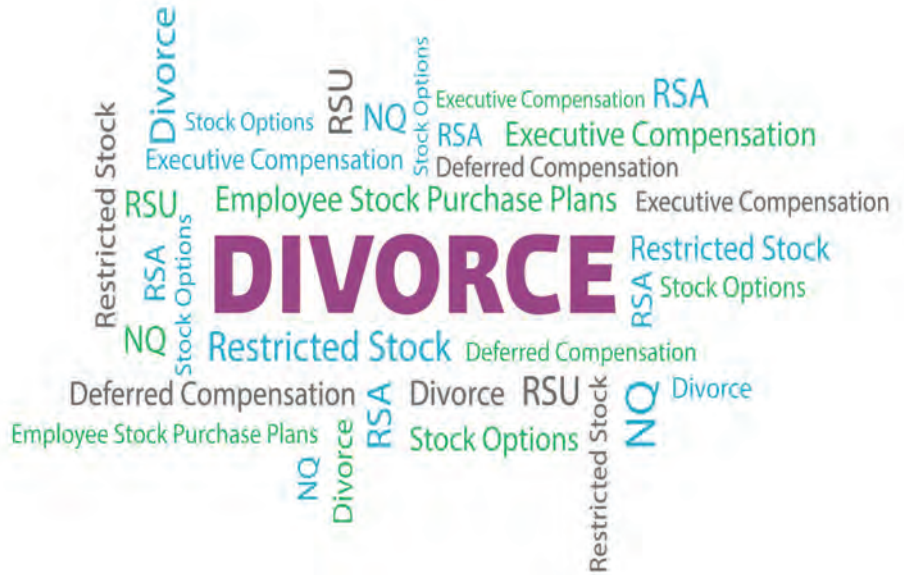 Divorce
Stock Options
RSU
NQ
Stock Options
Executive Compensation
RSA
RSA
Executive Compensation
Restricted Stock
Executive Compensation
Deferred Compensation
RSU
Employee Stock Purchase Plans
Executive Compensation
RSA
Stock Options
DIVORCE
Restricted Stock
RSA
Stock Options
NQ
Restricted Stock
Deferred Compensation
Deferred Compensation
RSA
Divorce
RSU
Restricted Stock
NQ
Divorce
Employee Stock Purchase Plans
NQ
Divorce
Stock Options